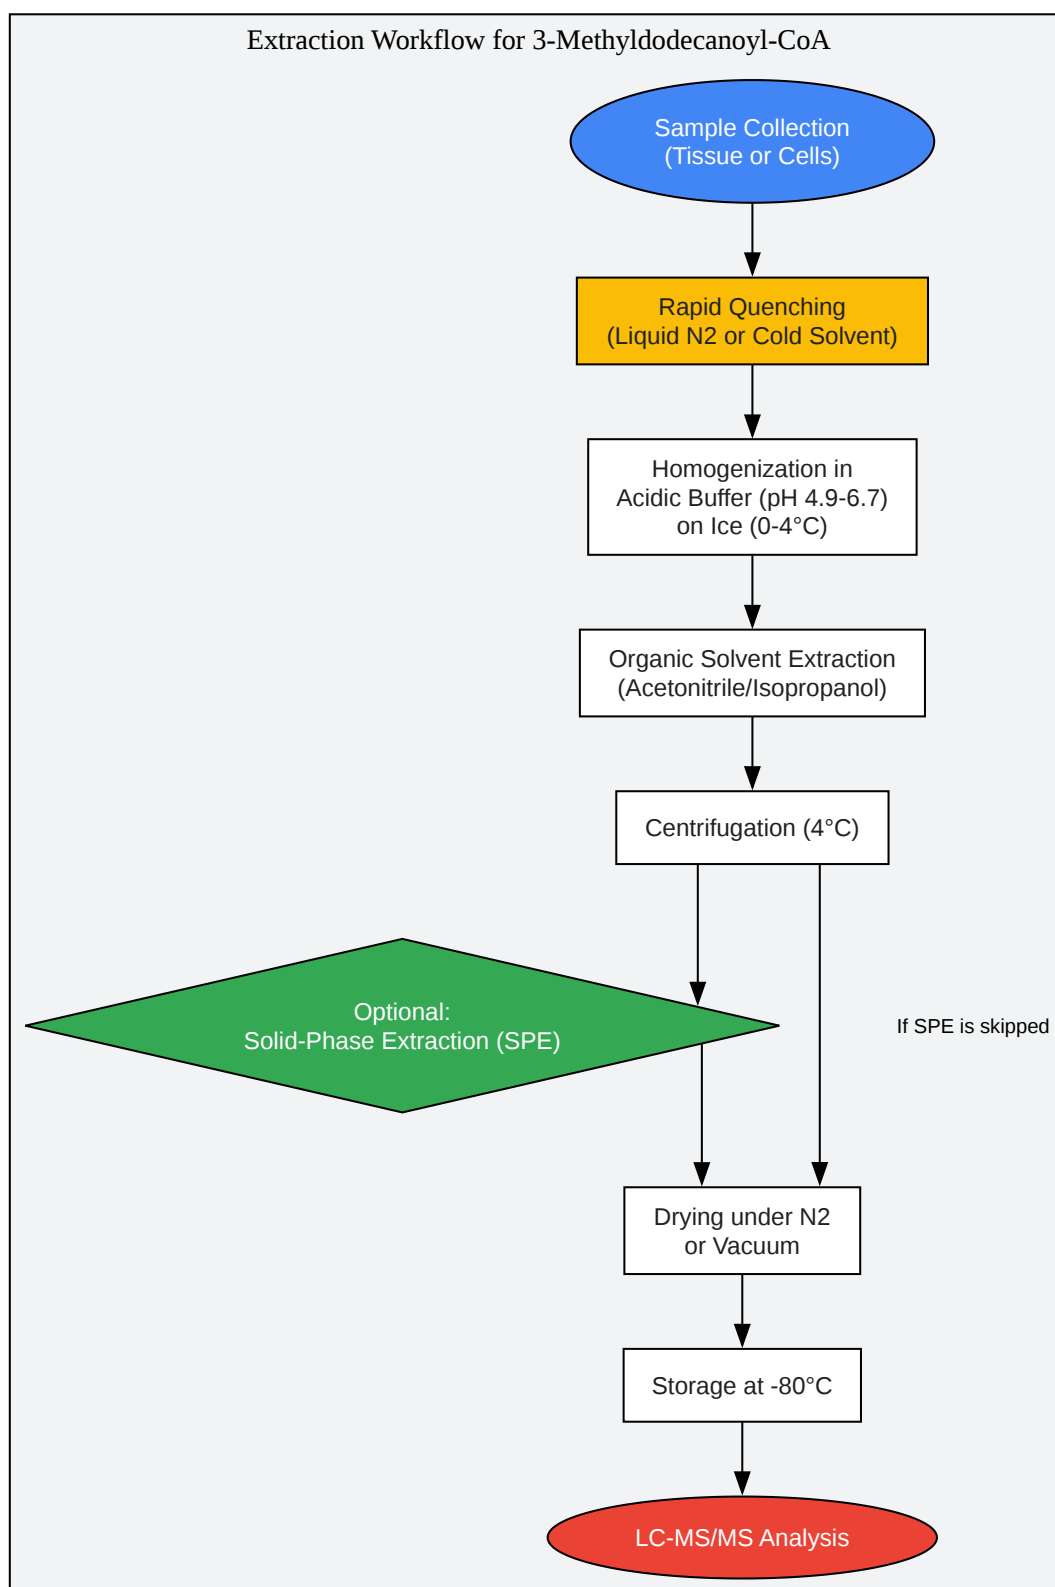 Extraction Workflow for 3-Methyldodecanoyl-CoA
Sample Collection
(Tissue or Cells)
Rapid Quenching
(Liquid N2 or Cold Solvent)
Homogenization in
Acidic Buffer (pH 4.9-6.7)
on Ice (0-4°C)
Organic Solvent Extraction
(Acetonitrile/Isopropanol)
Centrifugation (4°C)
Optional:
Solid-Phase Extraction (SPE)
If SPE is skipped
Drying under N2
or Vacuum
Storage at -80°C
LC-MS/MS Analysis